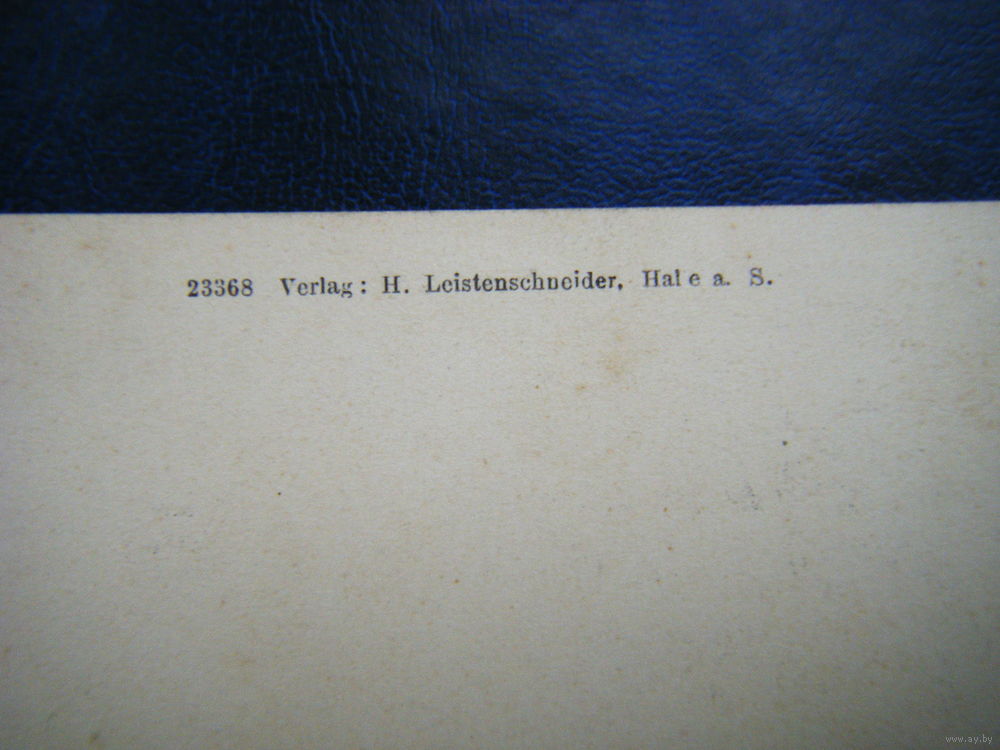 23368 Verlag: H. Leistenschneider, Hal e a. S.
www.ay.by